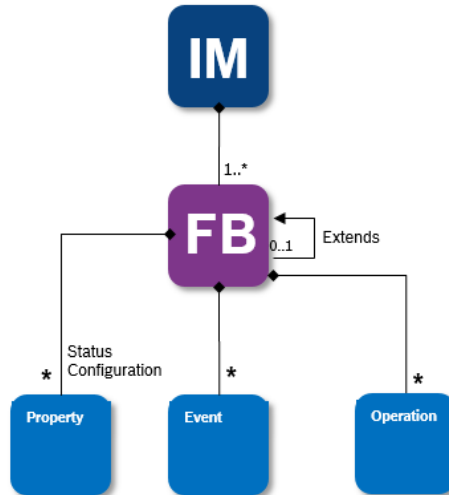 IM
1..*
FB
0..1
Extends
Status
Configuration
*
*
*
Property
Event
Operation